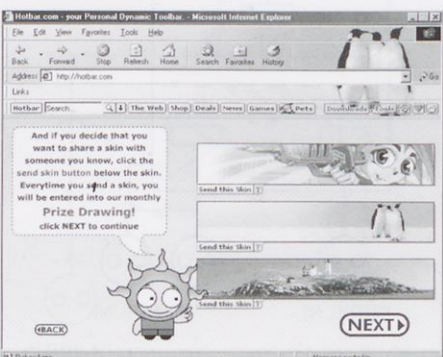 Hotbar.com - your Personal Dynamic Toolbar. - Microsoft Internet Explorer
File Edit View Favorites Tools Help
Back Forward Stop Refresh Home Search Favorites History
Address http://hotbar.com Go
Links
Hotbar Search... The Web Shop Deals News Games Pets Downloads
And if you decide that you
want to share a skin with
someone you know, click the
send skin button below the skin.
Everytime you send a skin, you
will be entered into our monthly
Prize Drawing!
click NEXT to continue
Send this Skin ?
Send this Skin ?
Send this Skin ?
BACK
NEXT